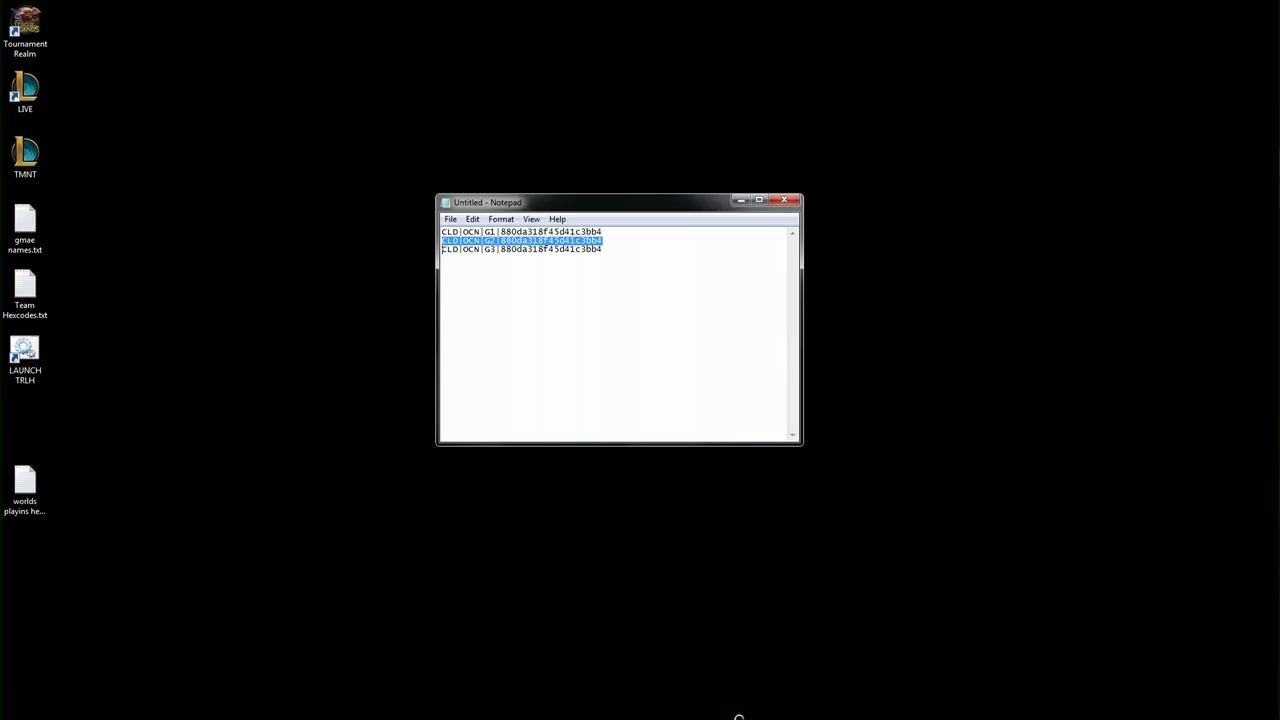 Tournament
Realm
LIVE
TMNT
gmae
names.txt
Team
Hexcodes.txt
LAUNCH
TRLH
worlds
playins he...
Untitled - Notepad
File Edit Format View Help
CLD|OCN|G1|880da318f45d41c3bb4
CLD|OCN|G2|880da318f45d41c3bb4
CLD|OCN|G3|880da318f45d41c3bb4